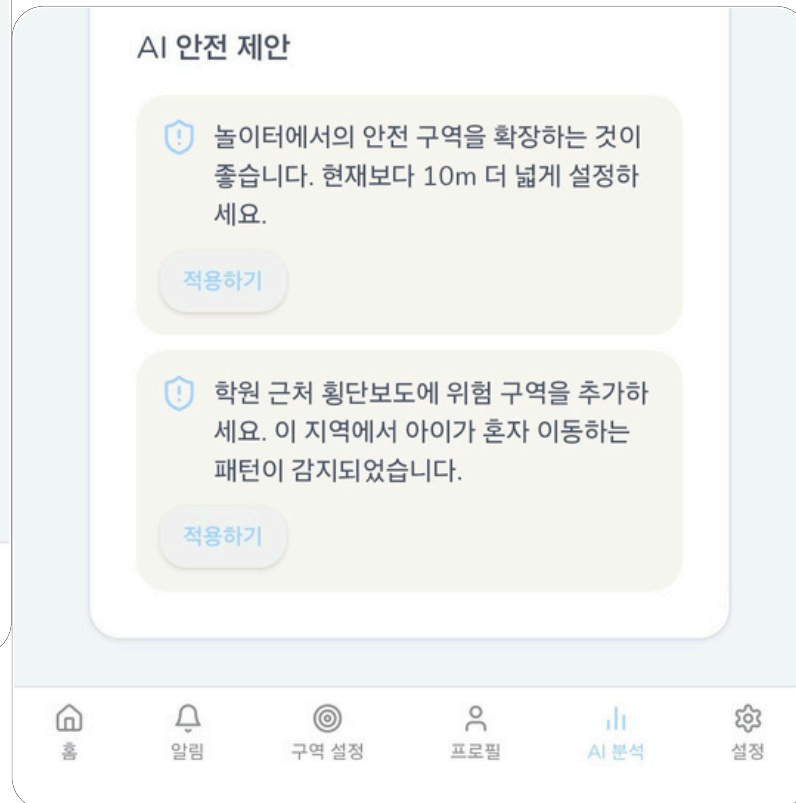 AI 안전 제안
놀이터에서의 안전 구역을 확장하는 것이
좋습니다. 현재보다 10m 더 넓게 설정하
세요.
적용하기
학원 근처 횡단보도에 위험 구역을 추가하
세요. 이 지역에서 아이가 혼자 이동하는
패턴이 감지되었습니다.
적용하기
홈 알림 구역 설정 프로필 AI 분석 설정